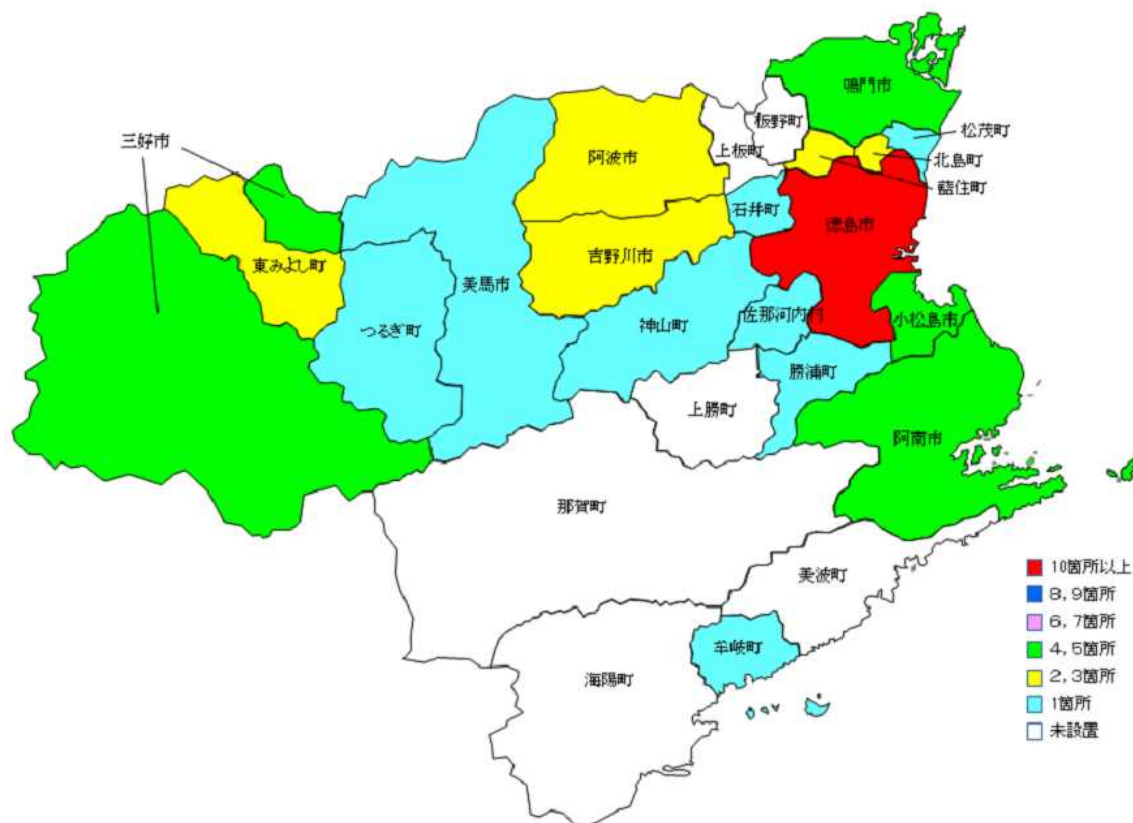 鳴門市
三好市
板野町
松茂町
上板町
阿波市
北島町
藍住町
石井町
徳島市
吉野川市
東みよし町
美馬市
つるぎ町
神山町
佐那河内村
小松島市
勝浦町
上勝町
阿南市
那賀町
美波町
牟岐町
海陽町
10箇所以上
8,9箇所
6,7箇所
4,5箇所
2,3箇所
1箇所
未設置